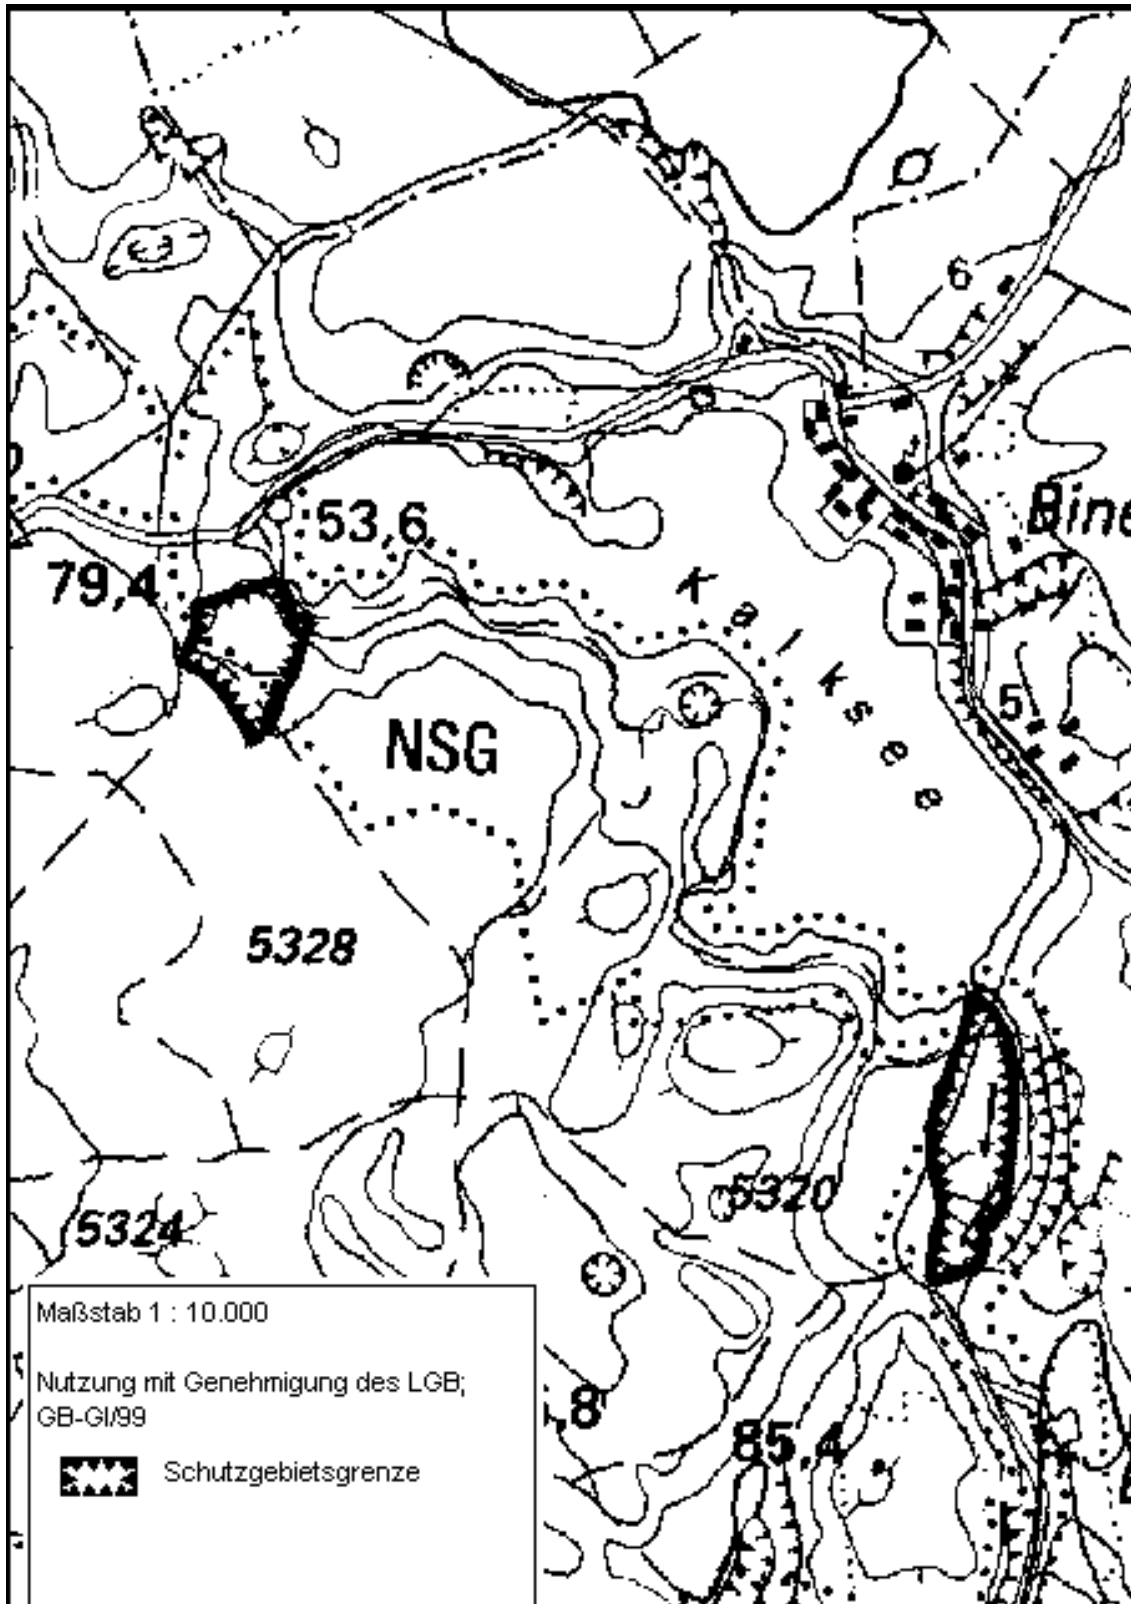 6
53,6
Bine
79,4
Kalksee
5
NSG
5328
5320
5324
Maßstab 1 : 10.000
Nutzung mit Genehmigung des LGB;
GB-GI/99
,8
85,4
Schutzgebietsgrenze